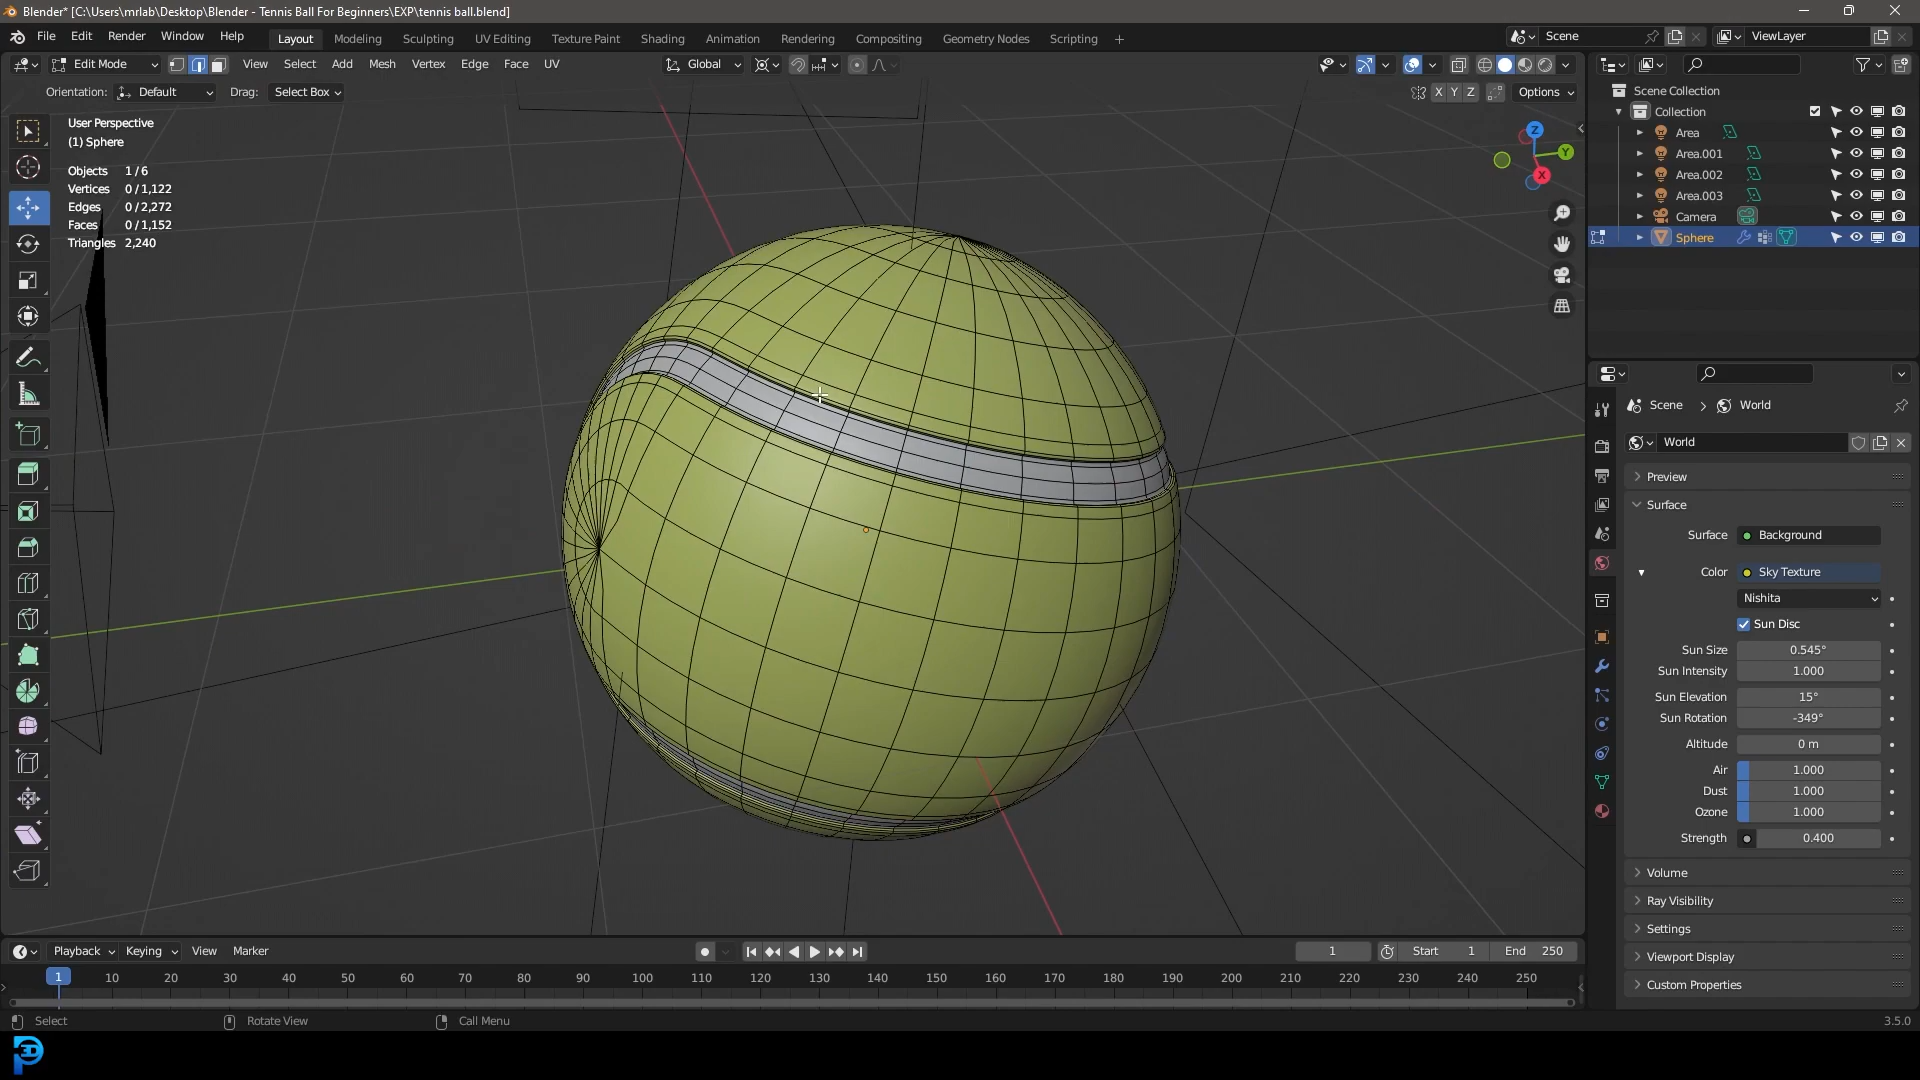 Blender* [C:\Users\mrlab\Desktop\Blender - Tennis Ball For Beginners\EXP\tennis ball.blend]
File Edit Render Window Help Layout Modeling Sculpting UV Editing Texture Paint Shading Animation Rendering Compositing Geometry Nodes Scripting + Scene ViewLayer
Edit Mode View Select Add Mesh Vertex Edge Face UV Global
Orientation: Default Drag: Select Box X Y Z Options
User Perspective
(1) Sphere
Objects 1 / 6
Vertices 0 / 1,122
Edges 0 / 2,272
Faces 0 / 1,152
Triangles 2,240
Z
Y
X
Scene Collection
Collection
Area
Area.001
Area.002
Area.003
Camera
Sphere
Scene > World
World
Preview
Surface
Surface Background
Color Sky Texture
Nishita
Sun Disc
Sun Size 0.545°
Sun Intensity 1.000
Sun Elevation 15°
Sun Rotation -349°
Altitude 0 m
Air 1.000
Dust 1.000
Ozone 1.000
Strength 0.400
Volume
Ray Visibility
Settings
Viewport Display
Custom Properties
Playback Keying View Marker 1 Start 1 End 250
1 10 20 30 40 50 60 70 80 90 100 110 120 130 140 150 160 170 180 190 200 210 220 230 240 250
Select Rotate View Call Menu 3.5.0
3D